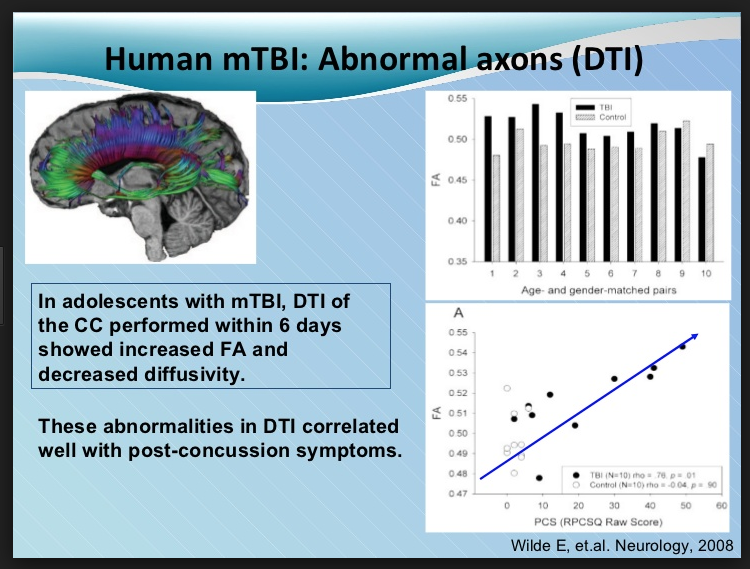 Human mTBI: Abnormal axons (DTI)
In adolescents with mTBI, DTI of
the CC performed within 6 days
showed increased FA and
decreased diffusivity.
These abnormalities in DTI correlated
well with post-concussion symptoms.
0.55
0.50
0.45
0.40
0.35
FA
TBI
Control
1 2 3 4 5 6 7 8 9 10
Age- and gender-matched pairs
A
0.55
0.54
0.53
0.52
0.51
0.50
0.49
0.48
0.47
FA
TBI (N=10) rho = .78, p = .01
Control (N=10) rho = -0.04, p = .90
0 10 20 30 40 50 60
PCS (RPCSQ Raw Score)
Wilde E, et.al. Neurology, 2008